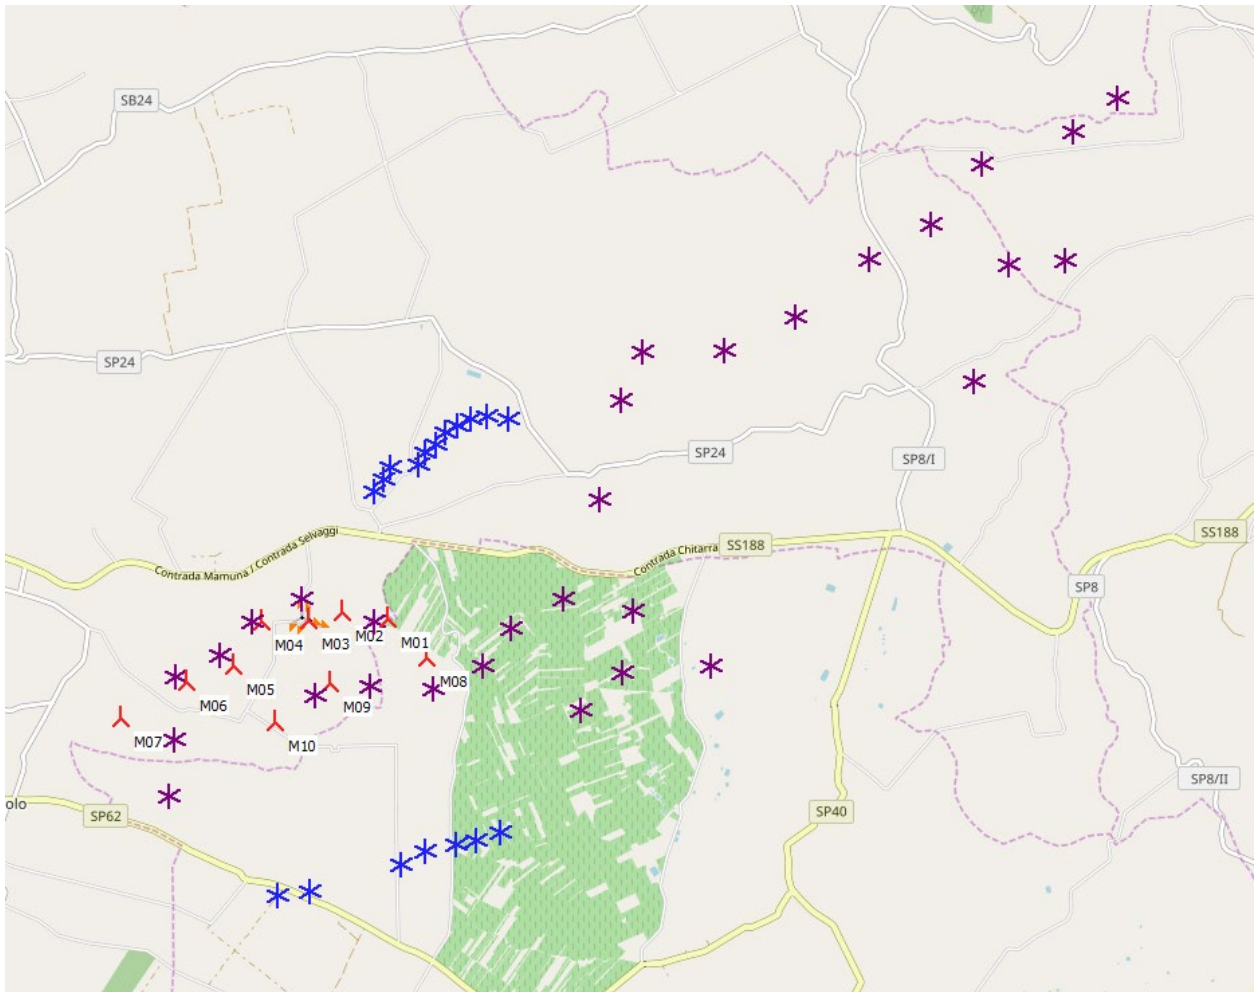 SB24
SP24
SP24
SP8/I
Contrada Mamuna / Contrada Selvaggi
Contrada Chitarra
SS188
SS188
SP8
M04
M03
M02
M01
M05
M08
M06
M09
M07
M10
SP62
SP40
SP8/II
olo